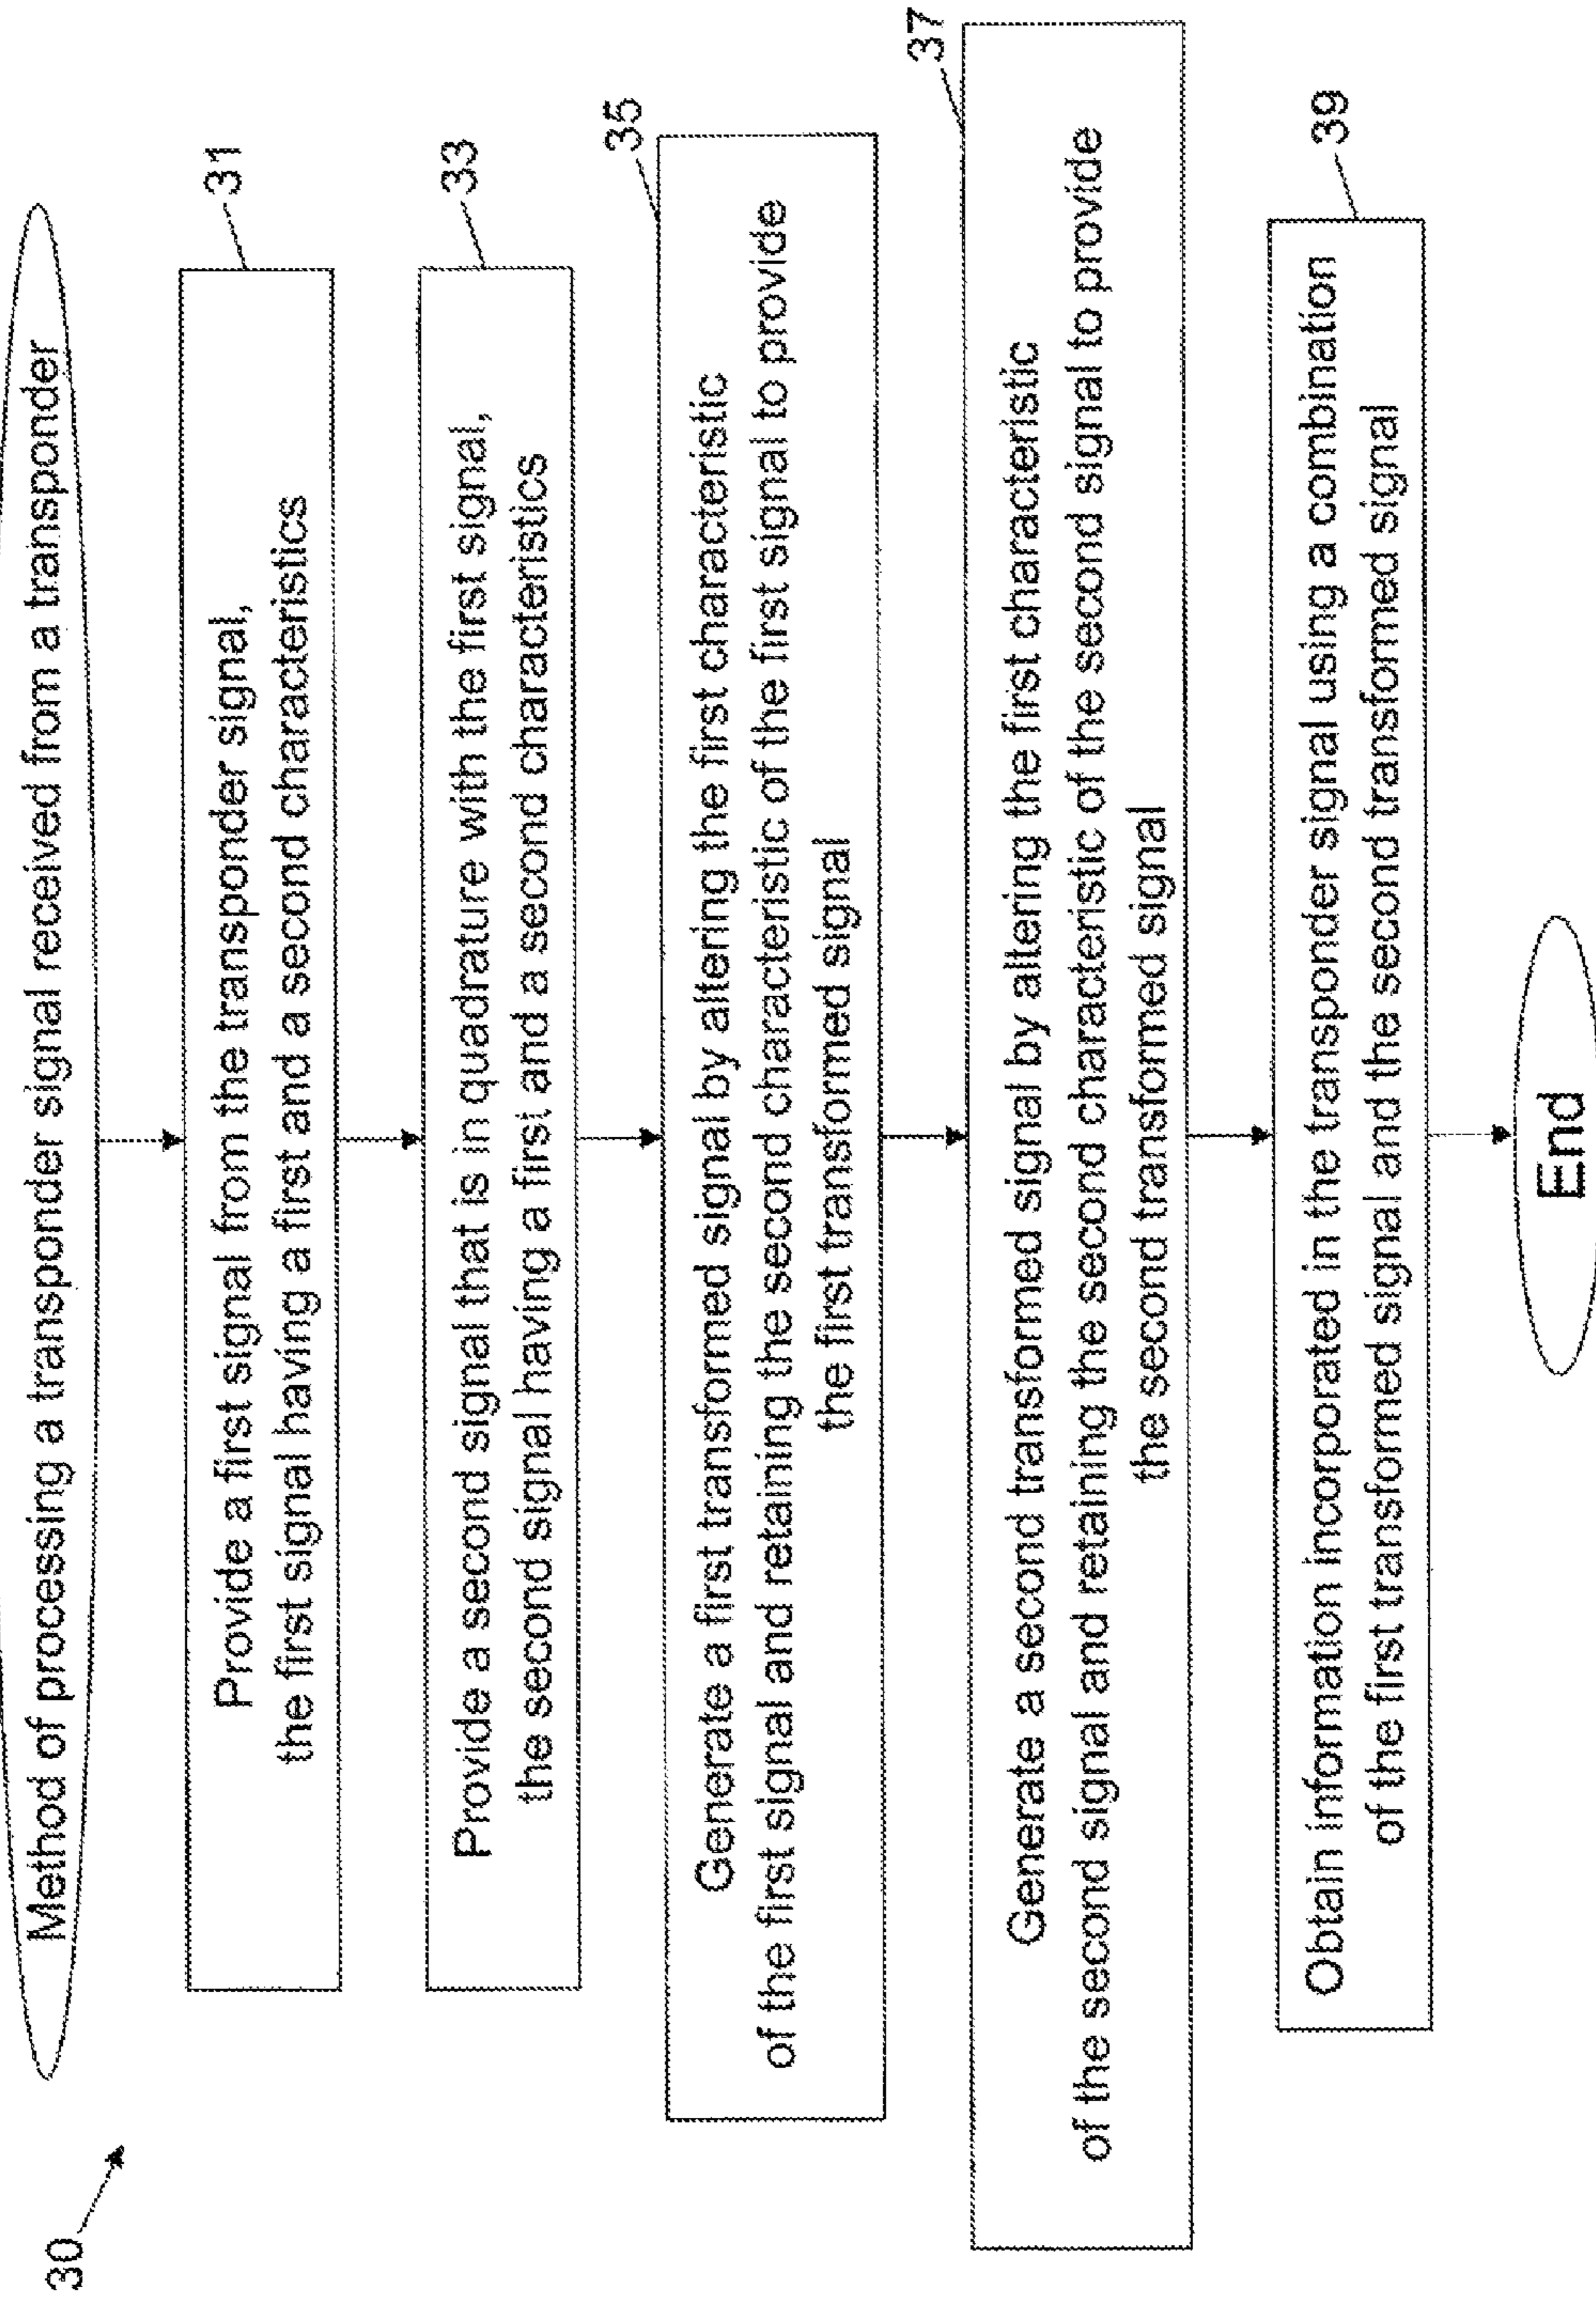 30
Method of processing a transponder signal received from a transponder
31
Provide a first signal from the transponder signal,
the first signal having a first and a second characteristics
33
Provide a second signal that is in quadrature with the first signal,
the second signal having a first and a second characteristics
35
Generate a first transformed signal by altering the first characteristic
of the first signal and retaining the second characteristic of the first signal to provide
the first transformed signal
37
Generate a second transformed signal by altering the first characteristic
of the second signal and retaining the second characteristic of the second signal to provide
the second transformed signal
39
Obtain information incorporated in the transponder signal using a combination
of the first transformed signal and the second transformed signal
End